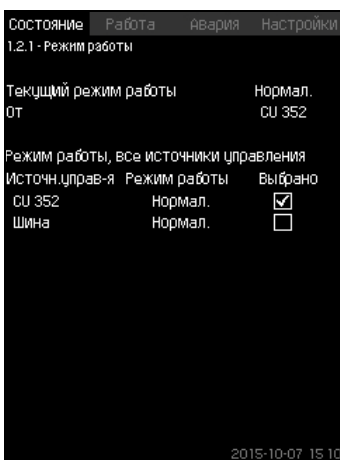 Состояние Работа Авария Настройки
1.2.1 - Режим работы
Текущий режим работы Нормал.
От CU 352
Режим работы, все источники управления
Источн.управ-я Режим работы Выбрано
CU 352 Нормал.
Шина Нормал.
2015-10-07 15:10